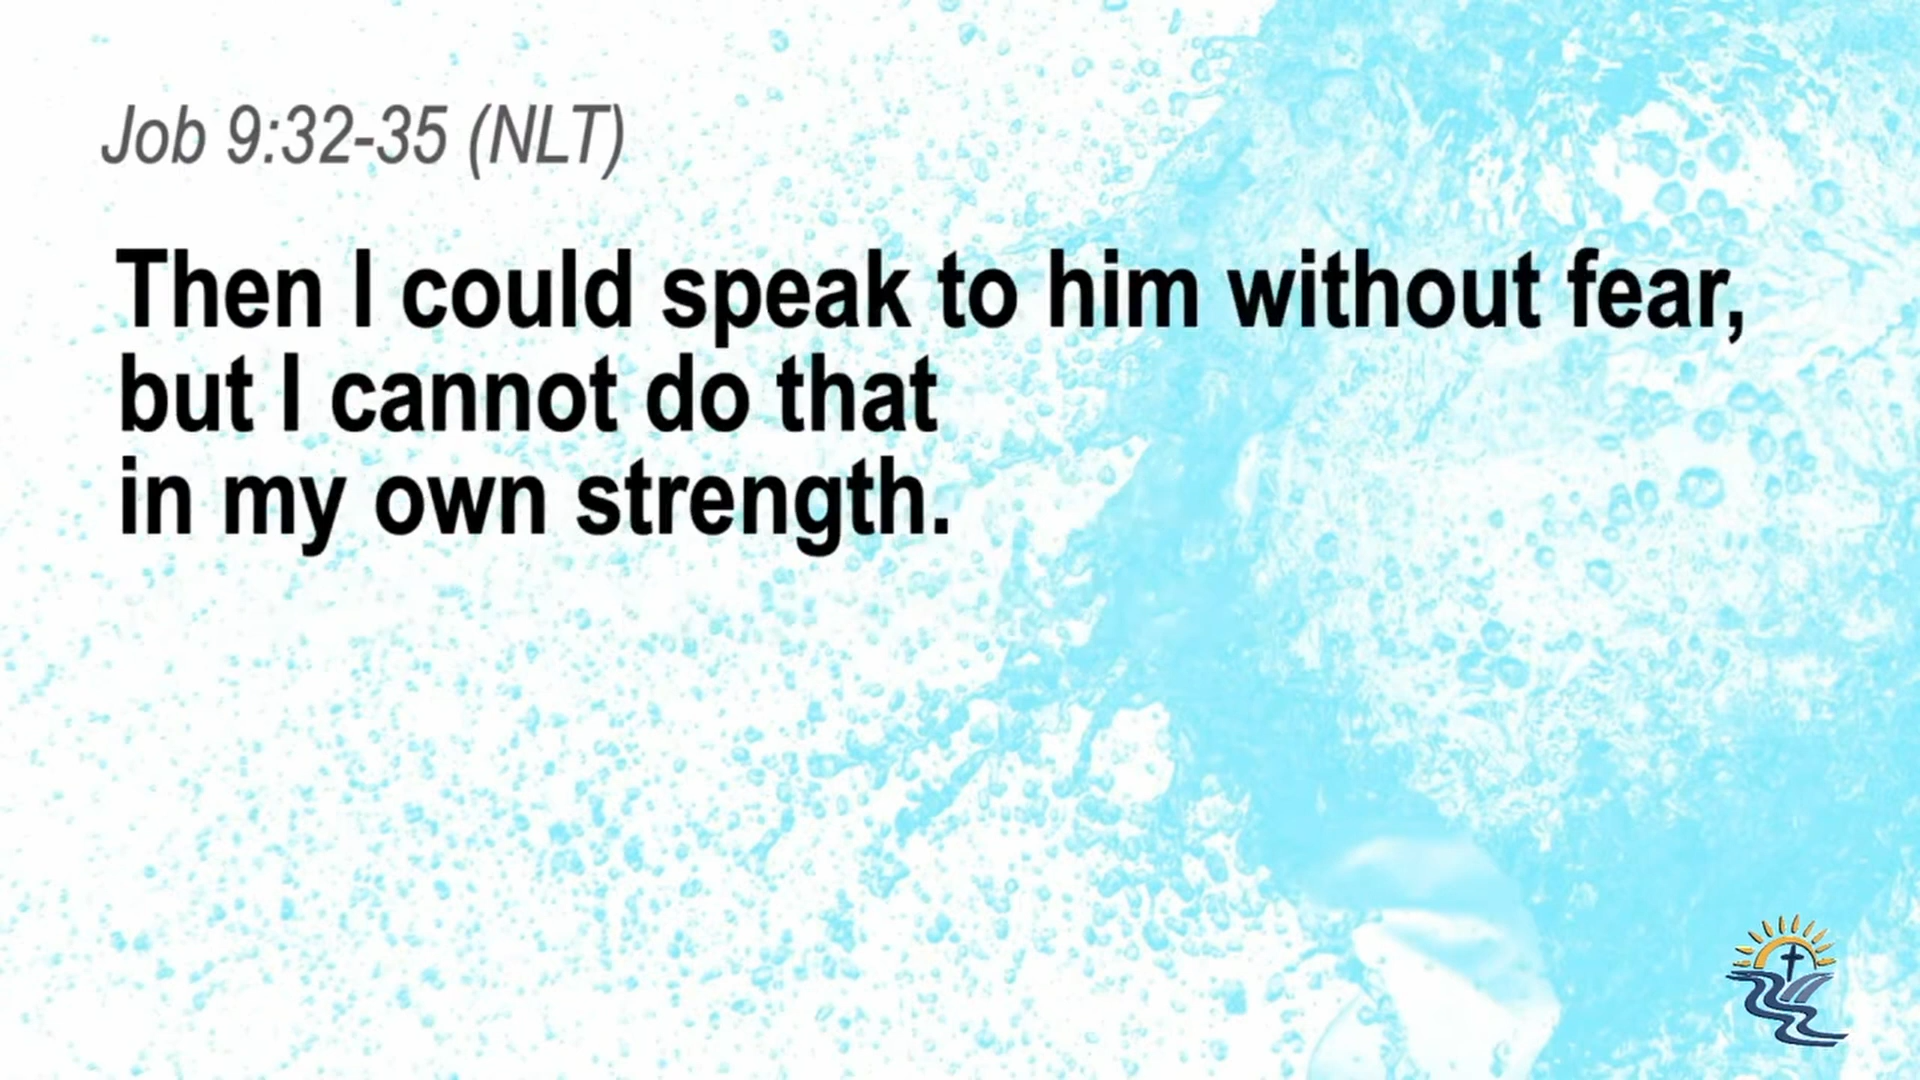 Job 9:32-35 (NLT)
Then I could speak to him without fear,
but I cannot do that
in my own strength.